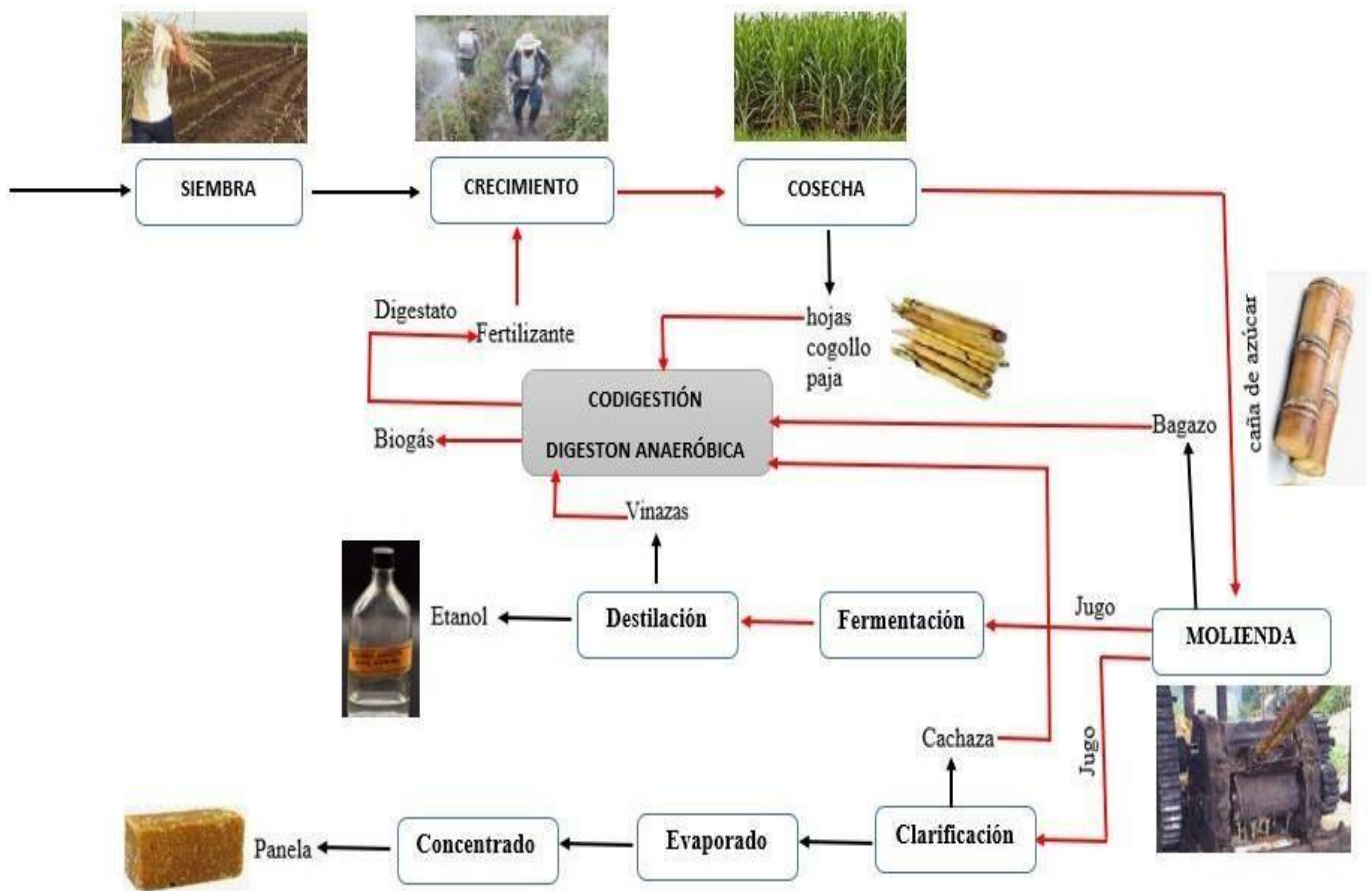 SIEMBRA
CRECIMIENTO
COSECHA
Digestato
Fertilizante
hojas
cogollo
paja
caña de azúcar
CODIGESTIÓN
DIGESTON ANAERÓBICA
Biogás
Bagazo
Vinazas
Etanol
Destilación
Fermentación
Jugo
MOLIENDA
Cachaza
Jugo
Panela
Concentrado
Evaporado
Clarificación